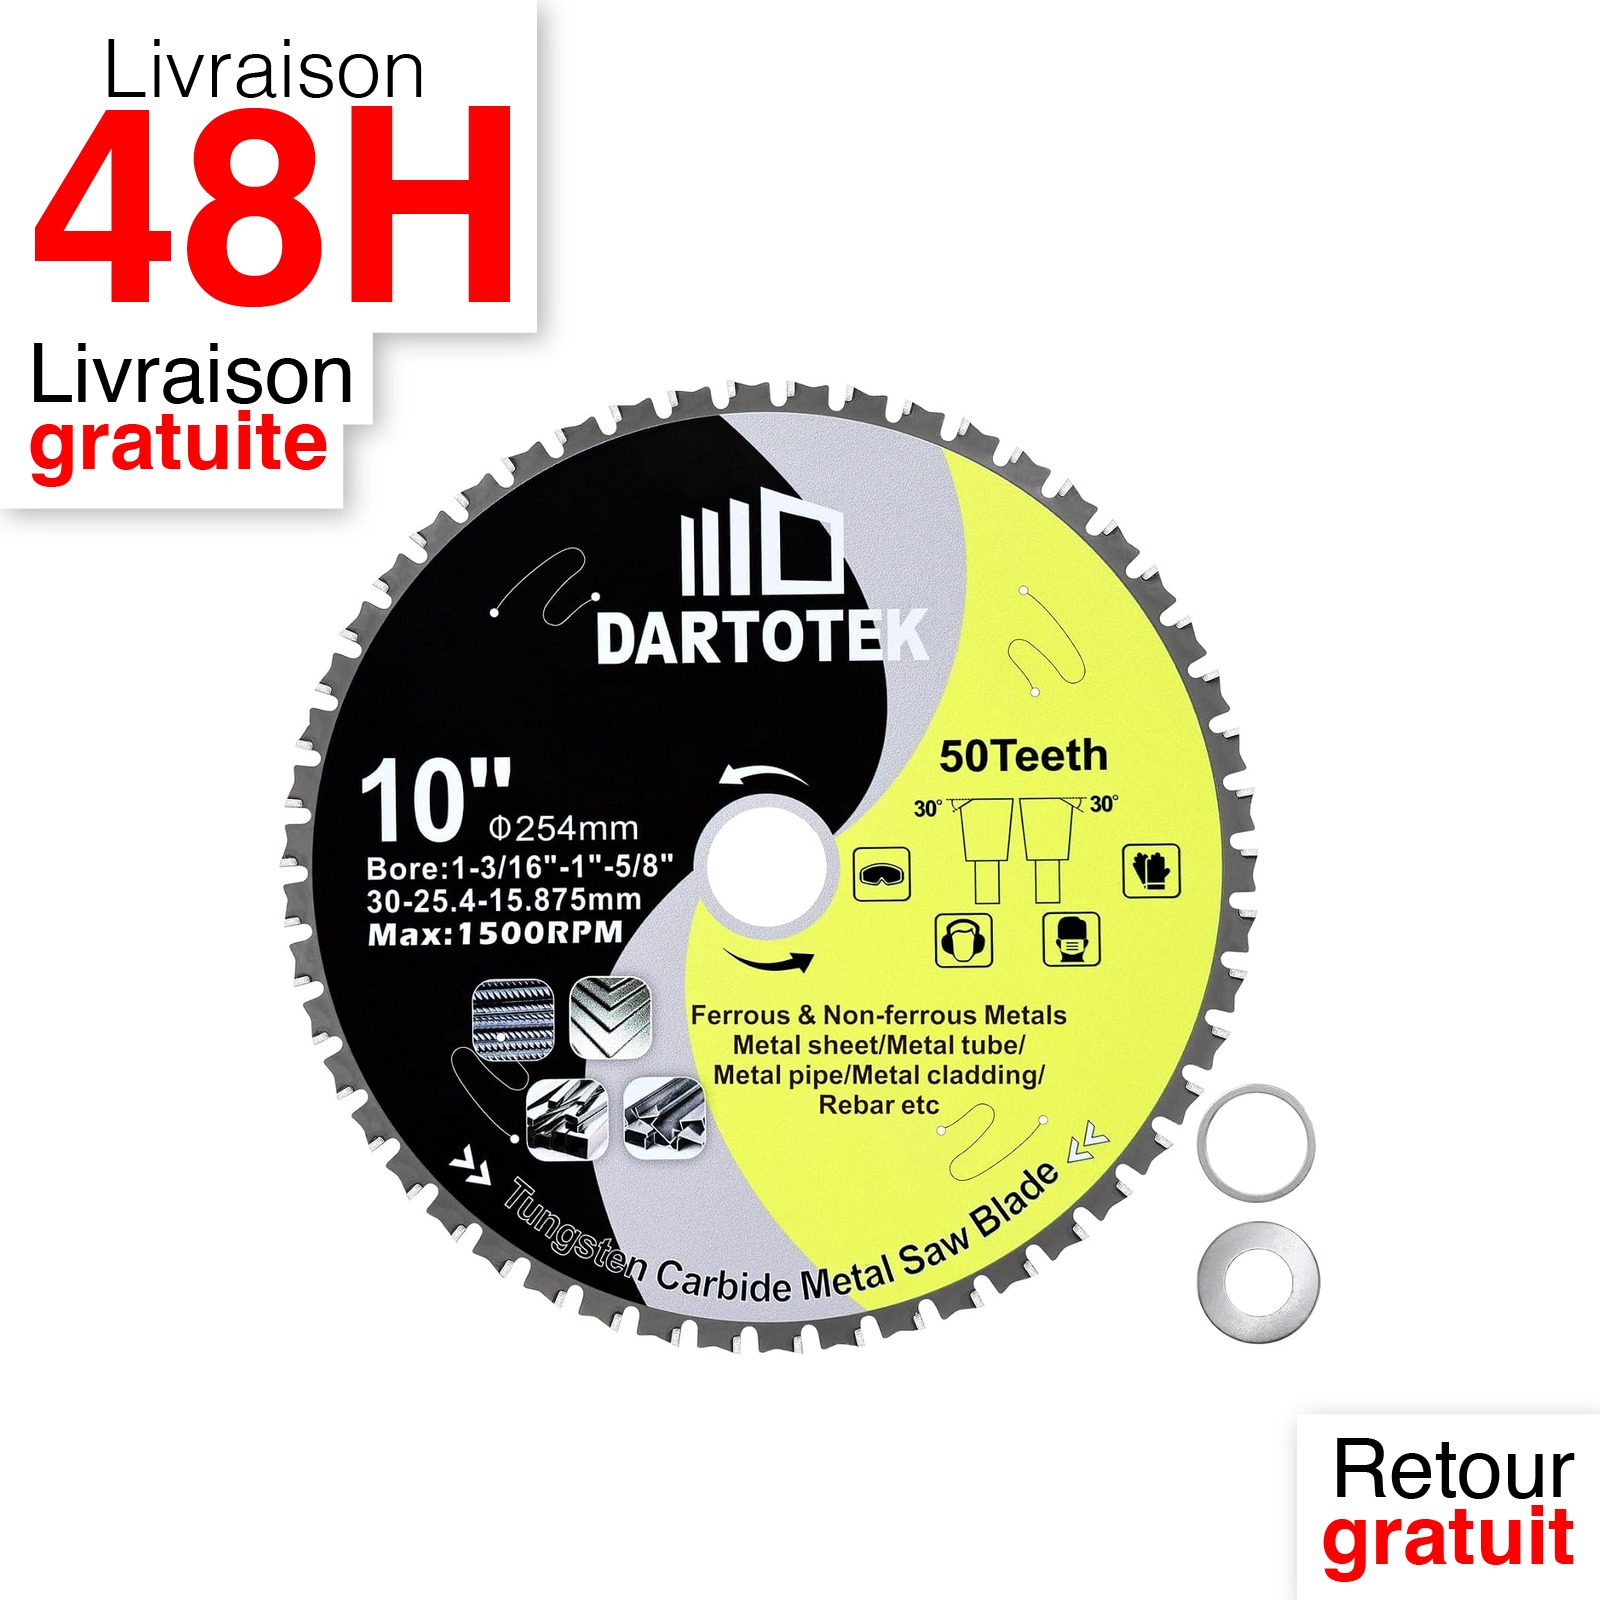 Livraison
48H
Livraison
gratuite
DARTOTEK
10" Φ254mm
Bore:1-3/16"-1"-5/8"
30-25.4-15.875mm
Max:1500RPM
50Teeth
30° 30°
Ferrous & Non-ferrous Metals
Metal sheet/Metal tube/
Metal pipe/Metal cladding/
Rebar etc
Tungsten Carbide Metal Saw Blade
Retour
gratuit